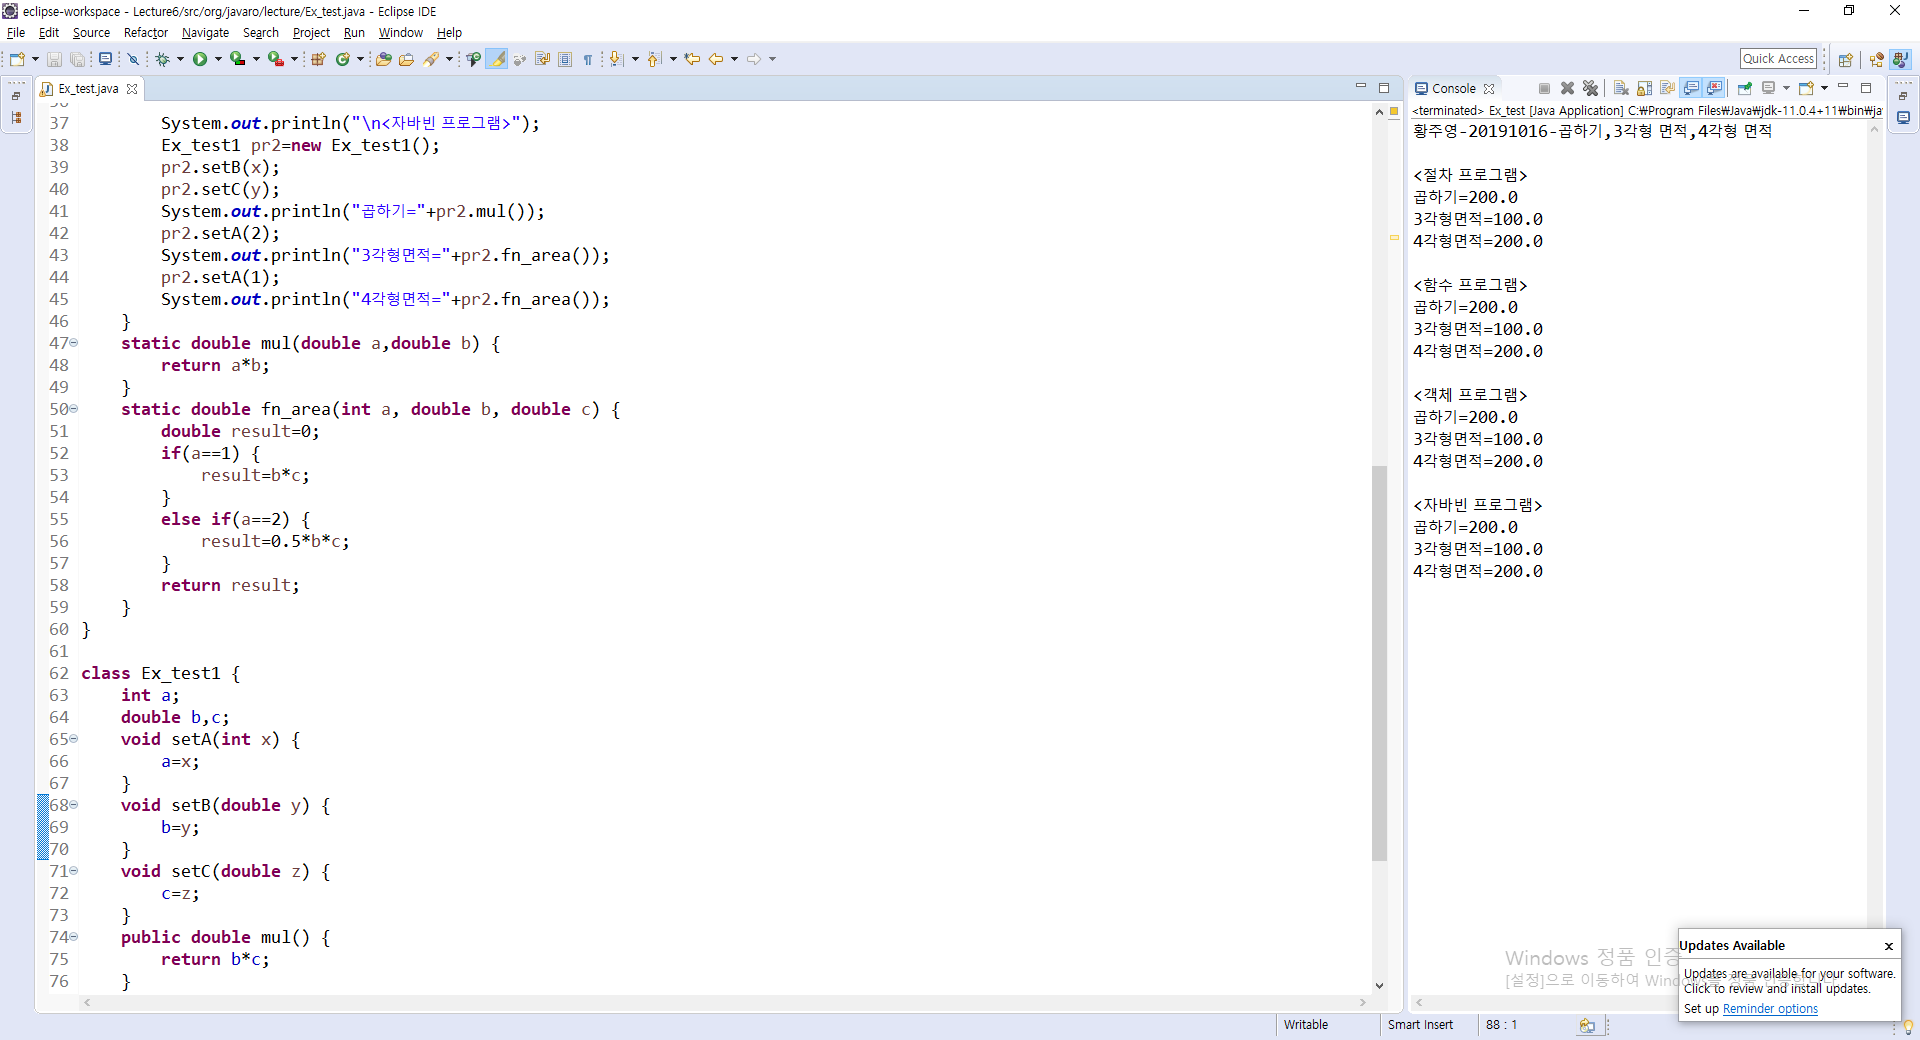 eclipse-workspace - Lecture6/src/org/javaro/lecture/Ex_test.java - Eclipse IDE
File Edit Source Refactor Navigate Search Project Run Window Help
Quick Access
Ex_test.java
37 System.out.println("\n<자바빈 프로그램>");
38 Ex_test1 pr2=new Ex_test1();
39 pr2.setB(x);
40 pr2.setC(y);
41 System.out.println("곱하기="+pr2.mul());
42 pr2.setA(2);
43 System.out.println("3각형면적="+pr2.fn_area());
44 pr2.setA(1);
45 System.out.println("4각형면적="+pr2.fn_area());
46 }
47 static double mul(double a,double b) {
48 return a*b;
49 }
50 static double fn_area(int a, double b, double c) {
51 double result=0;
52 if(a==1) {
53 result=b*c;
54 }
55 else if(a==2) {
56 result=0.5*b*c;
57 }
58 return result;
59 }
60 }
61
62 class Ex_test1 {
63 int a;
64 double b,c;
65 void setA(int x) {
66 a=x;
67 }
68 void setB(double y) {
69 b=y;
70 }
71 void setC(double z) {
72 c=z;
73 }
74 public double mul() {
75 return b*c;
76 }
Console
<terminated> Ex_test [Java Application] C:₩Program Files₩Java₩jdk-11.0.4+11₩bin₩ja
황주영-20191016-곱하기,3각형 면적,4각형 면적
<절차 프로그램>
곱하기=200.0
3각형면적=100.0
4각형면적=200.0
<함수 프로그램>
곱하기=200.0
3각형면적=100.0
4각형면적=200.0
<객체 프로그램>
곱하기=200.0
3각형면적=100.0
4각형면적=200.0
<자바빈 프로그램>
곱하기=200.0
3각형면적=100.0
4각형면적=200.0
Windows 정품 인증
[설정]으로 이동하여
Updates Available
Updates are available for your software.
Click to review and install updates.
Set up Reminder options
Writable Smart Insert 88 : 1